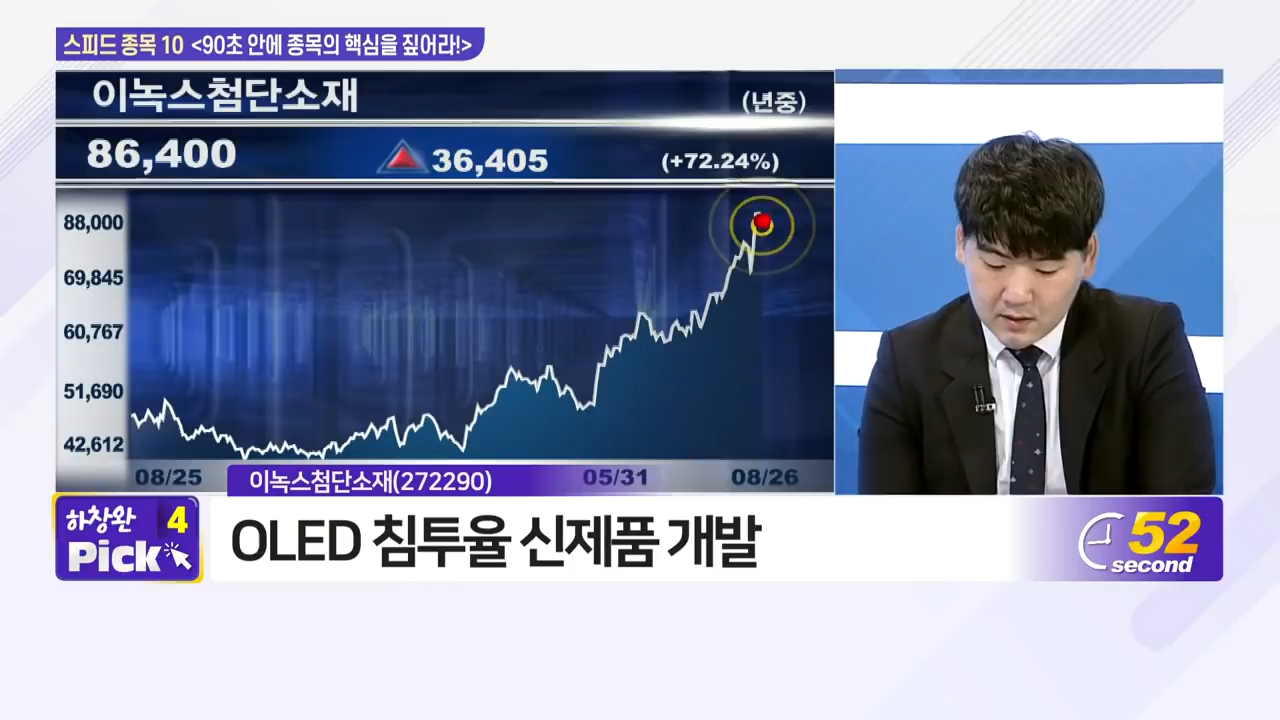 스피드 종목 10 <90초 안에 종목의 핵심을 짚어라!>
이녹스첨단소재 (년중)
86,400 ▲ 36,405 (+72.24%)
88,000
69,845
60,767
51,690
42,612
08/25 05/31 08/26
이녹스첨단소재(272290)
하창완 4
Pick
OLED 침투율 신제품 개발
52
second